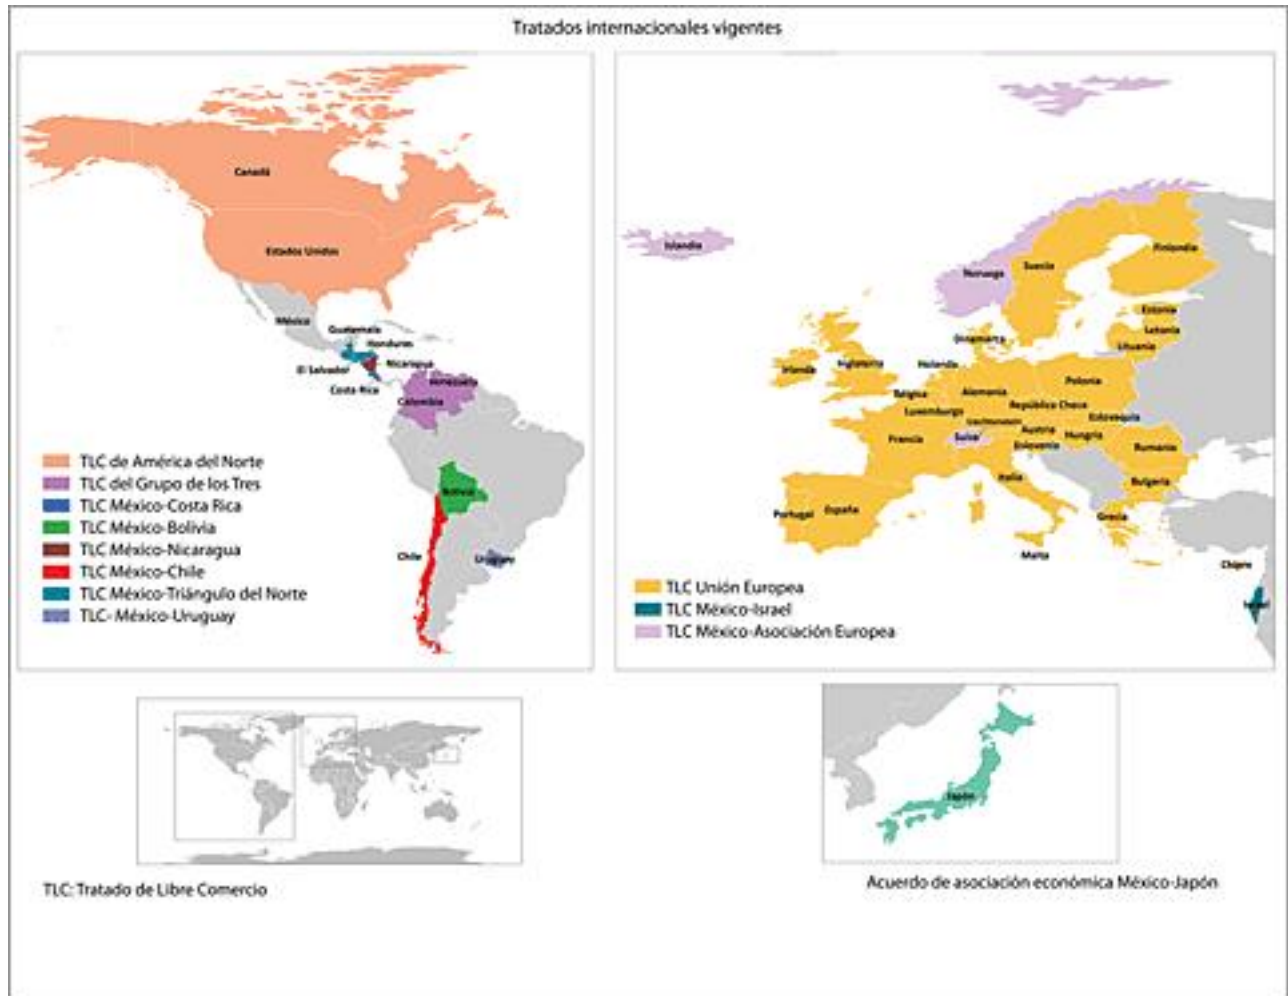 Tratados internacionales vigentes
Canadá
Estados Unidos
México
Guatemala
Honduras
El Salvador
Nicaragua
Costa Rica
Venezuela
Colombia
Bolivia
Chile
Uruguay
TLC de América del Norte
TLC del Grupo de los Tres
TLC México-Costa Rica
TLC México-Bolivia
TLC México-Nicaragua
TLC México-Chile
TLC México-Triángulo del Norte
TLC- México-Uruguay
Islandia
Noruega
Suecia
Finlandia
Estonia
Letonia
Lituania
Dinamarca
Irlanda
Inglaterra
Holanda
Bélgica
Alemania
Polonia
Luxemburgo
República Checa
Eslovaquia
Liechtenstein
Francia
Suiza
Austria
Hungría
Eslovenia
Rumania
Italia
Bulgaria
Portugal
España
Grecia
Malta
Chipre
Israel
TLC Unión Europea
TLC México-Israel
TLC México-Asociación Europea
Japón
TLC: Tratado de Libre Comercio
Acuerdo de asociación económica México-Japón